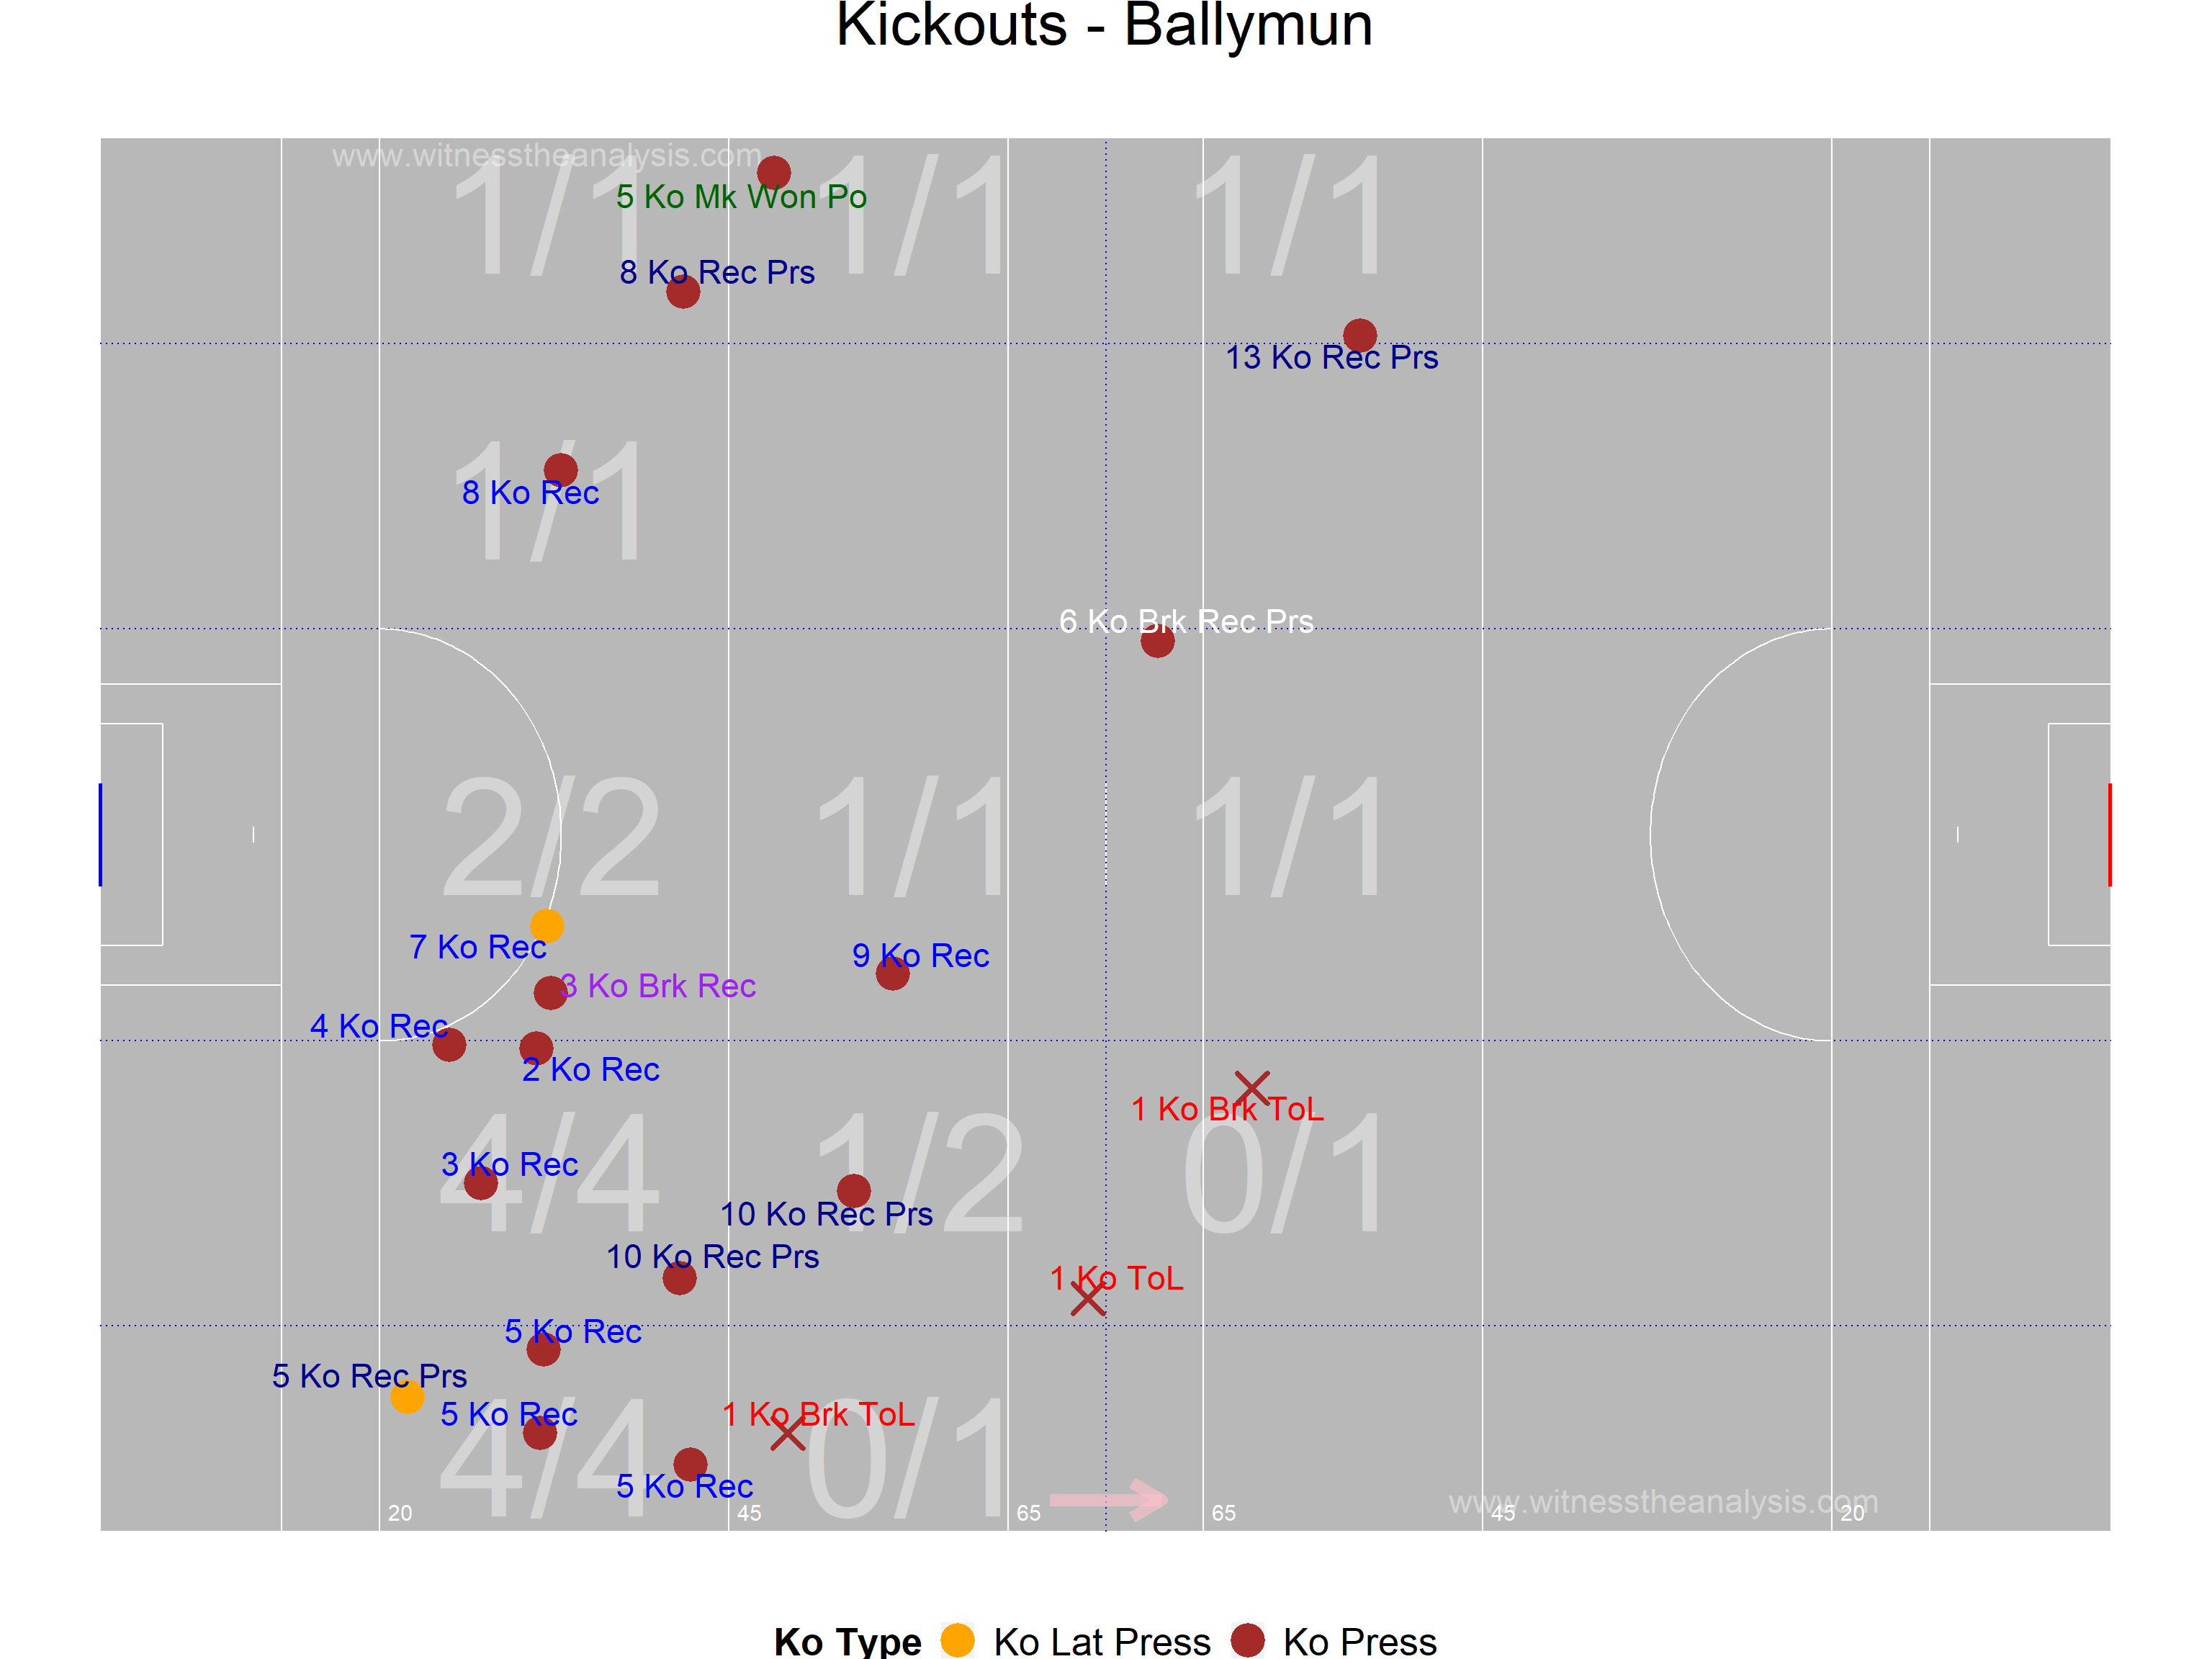 Kickouts - Ballymun
www.witnesstheanalysis.com
1/1 1/1 1/1
5 Ko Mk Won Po
8 Ko Rec Prs
13 Ko Rec Prs
1/1
8 Ko Rec
6 Ko Brk Rec Prs
2/2 1/1 1/1
7 Ko Rec
9 Ko Rec
3 Ko Brk Rec
4 Ko Rec
2 Ko Rec
1 Ko Brk ToL
4/4 1/2 0/1
3 Ko Rec
10 Ko Rec Prs
10 Ko Rec Prs
1 Ko ToL
5 Ko Rec
5 Ko Rec Prs
5 Ko Rec
1 Ko Brk ToL
4/4 0/1
5 Ko Rec
www.witnesstheanalysis.com
20 45 65 65 45 20
Ko Type Ko Lat Press Ko Press